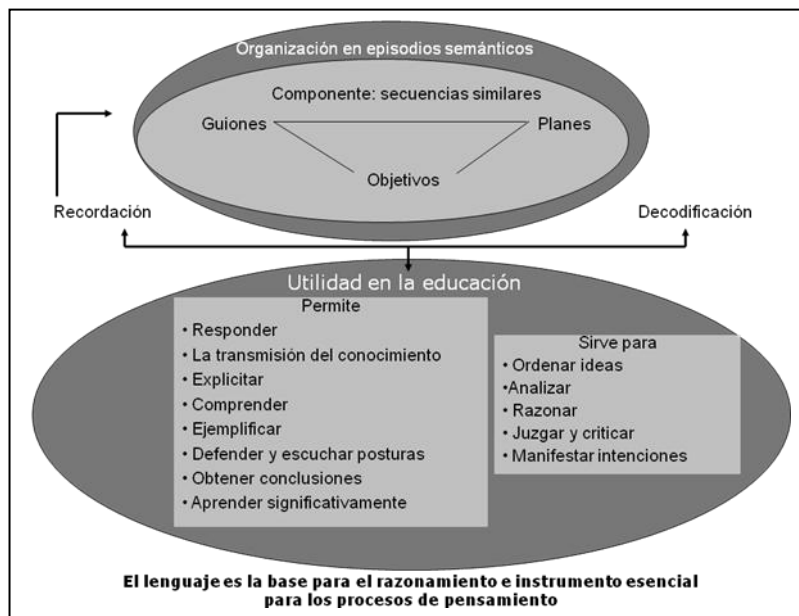 Organización en episodios semánticos
Componente: secuencias similares
Guiones
Planes
Objetivos
Recordación
Decodificación
Utilidad en la educación
Permite
• Responder
• La transmisión del conocimiento
• Explicitar
• Comprender
• Ejemplificar
• Defender y escuchar posturas
• Obtener conclusiones
• Aprender significativamente
Sirve para
• Ordenar ideas
•Analizar
• Razonar
• Juzgar y criticar
• Manifestar intenciones
El lenguaje es la base para el razonamiento e instrumento esencial
para los procesos de pensamiento